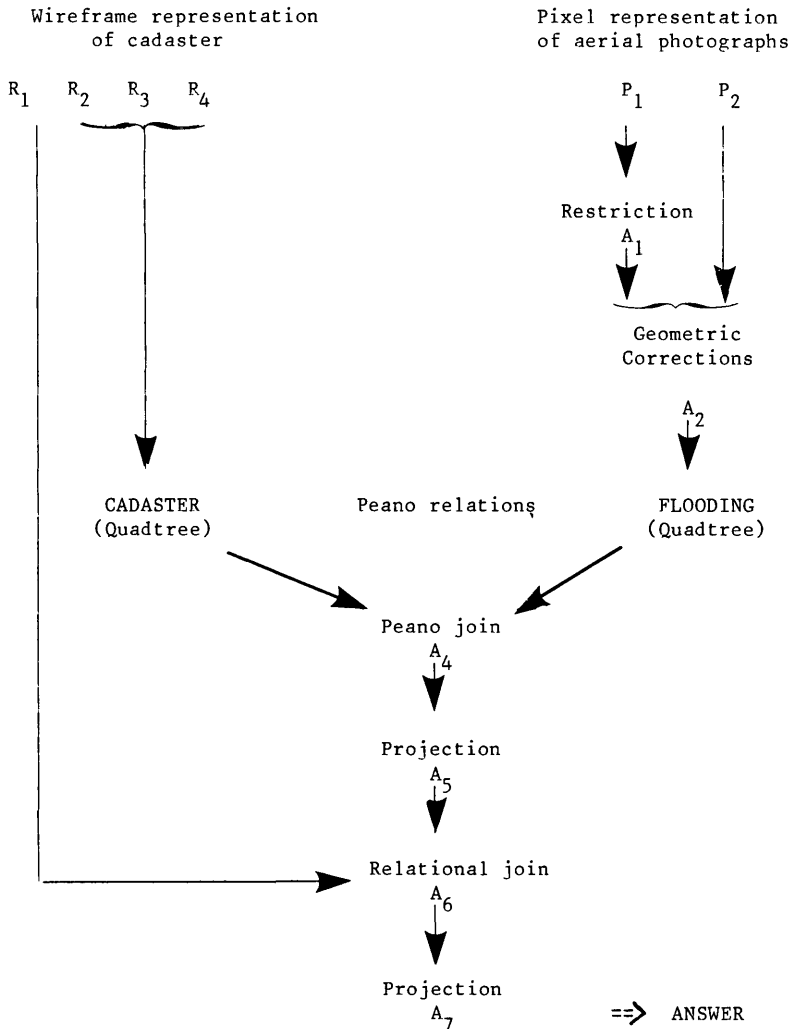 Wireframe representation
of cadaster
Pixel representation
of aerial photographs
R1 R2 R3 R4
P1 P2
Restriction
A1
Geometric
Corrections
A2
CADASTER
(Quadtree)
Peano relations
FLOODING
(Quadtree)
Peano join
A4
Projection
A5
Relational join
A6
Projection
A7 ==> ANSWER